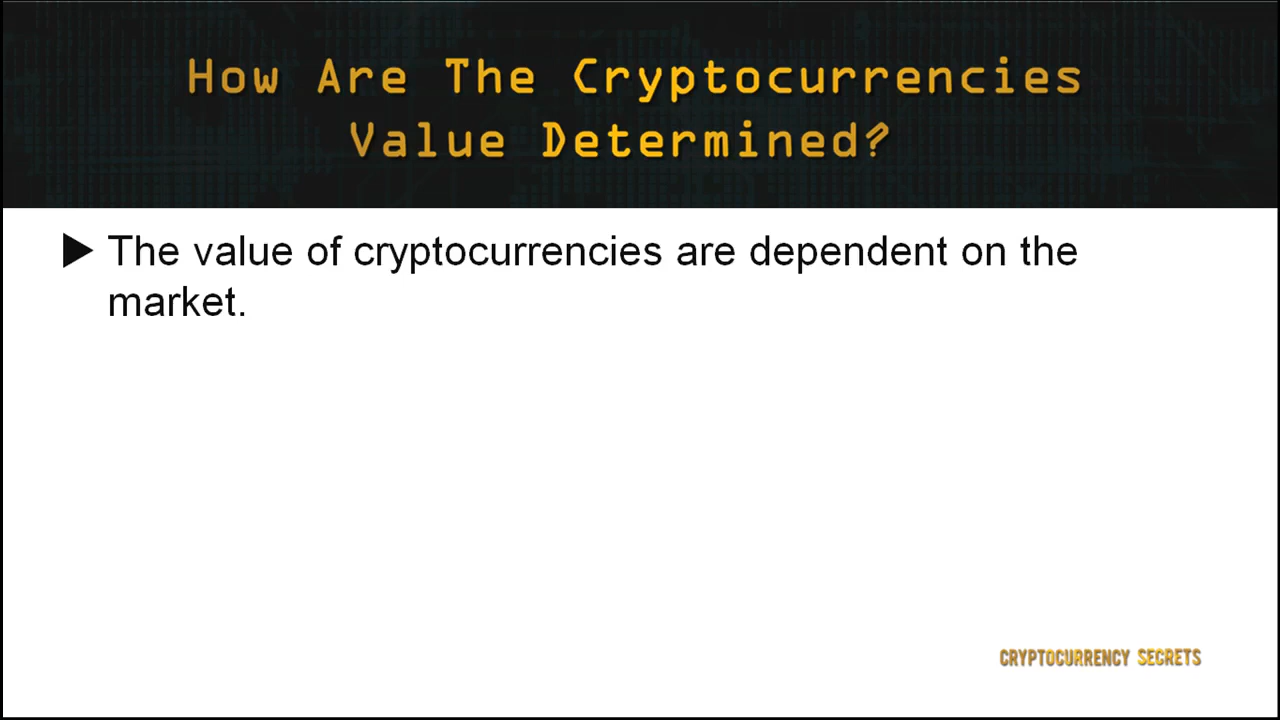 How Are The Cryptocurrencies
Value Determined?
The value of cryptocurrencies are dependent on the
market.
CRYPTOCURRENCY SECRETS